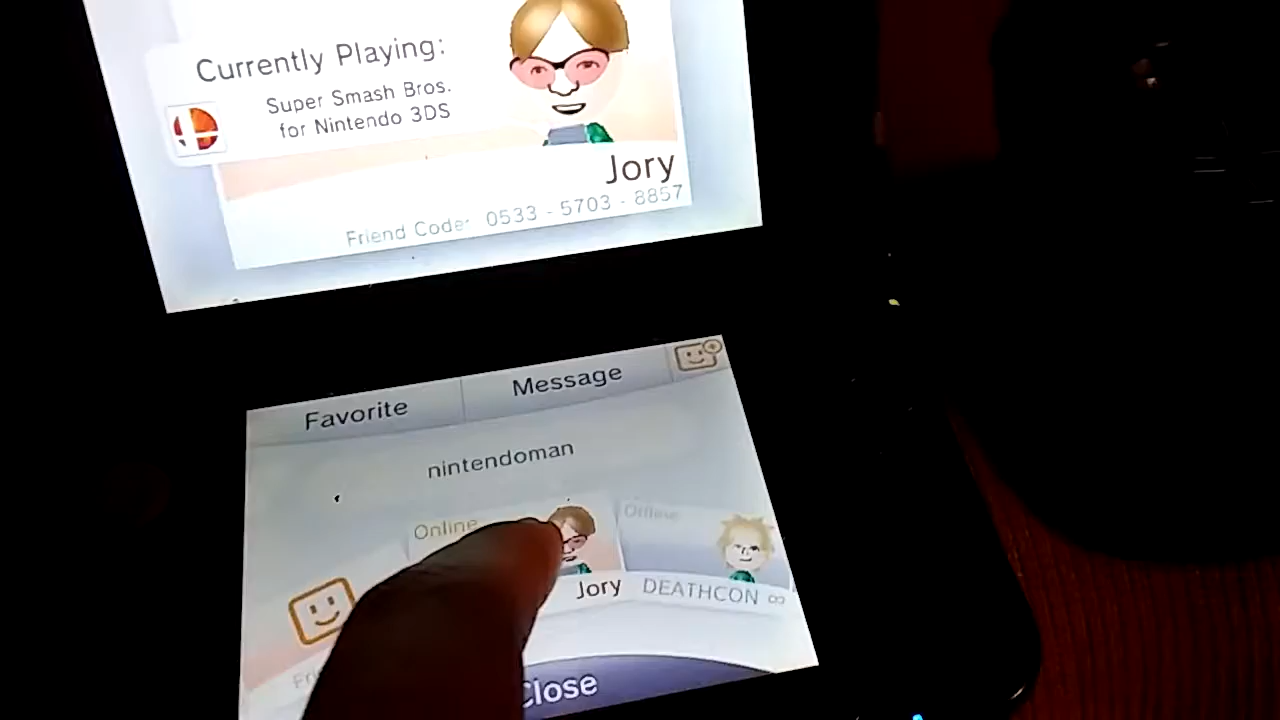 Currently Playing:
Super Smash Bros.
for Nintendo 3DS
Jory
Friend Code: 0533 - 5703 - 8857
Favorite
Message
nintendoman
Online
Offline
Jory
DEATHCON ∞
Close